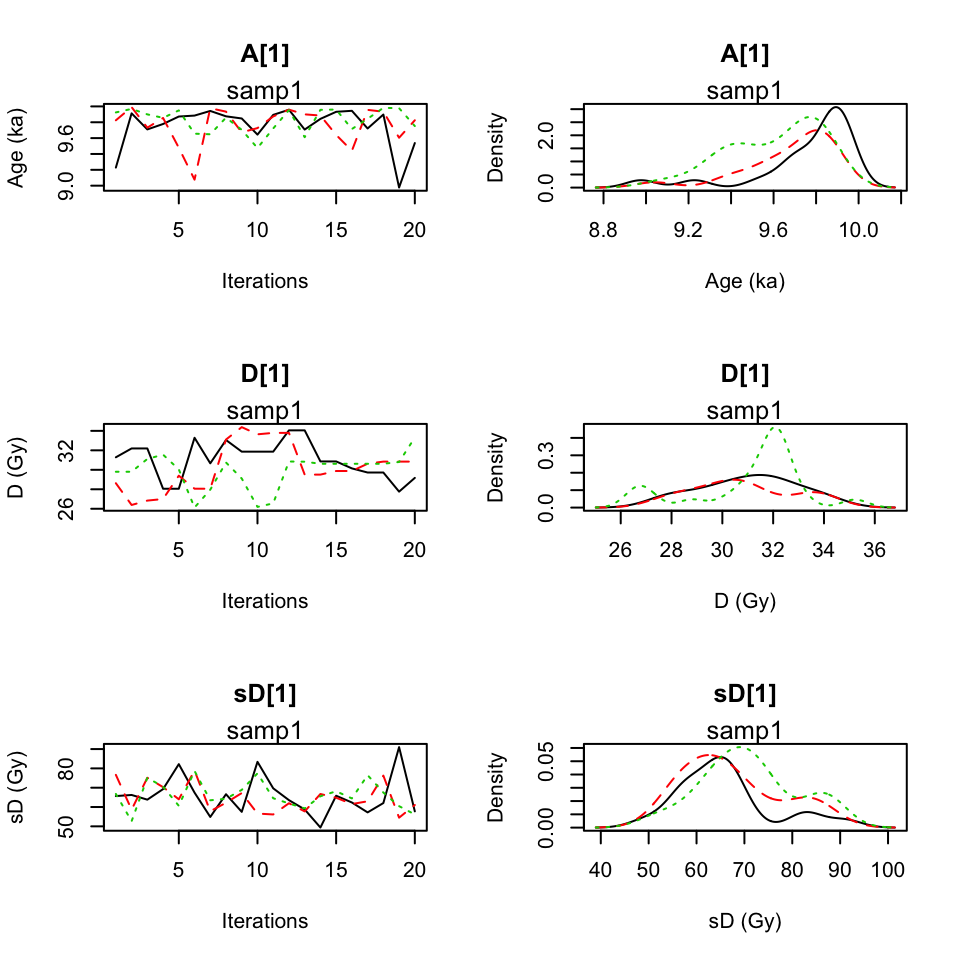 A[1]
samp1
Age (ka)
9.0 9.6
5 10 15 20
Iterations
A[1]
samp1
Density
0.0 2.0
8.8 9.2 9.6 10.0
Age (ka)
D[1]
samp1
D (Gy)
26 32
5 10 15 20
Iterations
D[1]
samp1
Density
0.0 0.3
26 28 30 32 34 36
D (Gy)
sD[1]
samp1
sD (Gy)
50 80
5 10 15 20
Iterations
sD[1]
samp1
Density
0.00 0.05
40 50 60 70 80 90 100
sD (Gy)